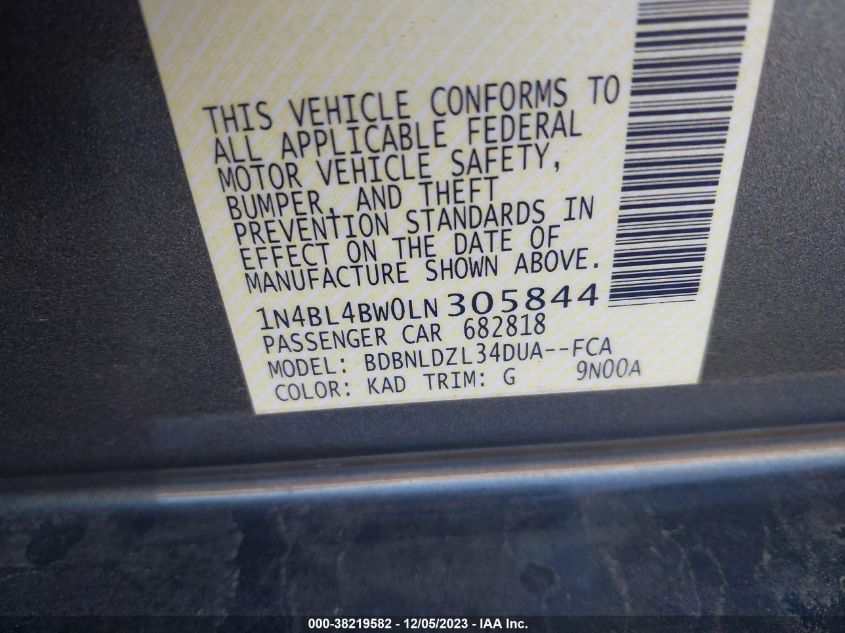 THIS VEHICLE CONFORMS TO
ALL APPLICABLE FEDERAL
MOTOR VEHICLE SAFETY,
BUMPER, AND THEFT
PREVENTION STANDARDS IN
EFFECT ON THE DATE OF
MANUFACTURE SHOWN ABOVE.
1N4BL4BW0LN305844
PASSENGER CAR 682818
MODEL: BDBNLDZL34DUA--FCA
COLOR: KAD TRIM: G 9N00A
000-38219582 - 12/05/2023 - IAA Inc.